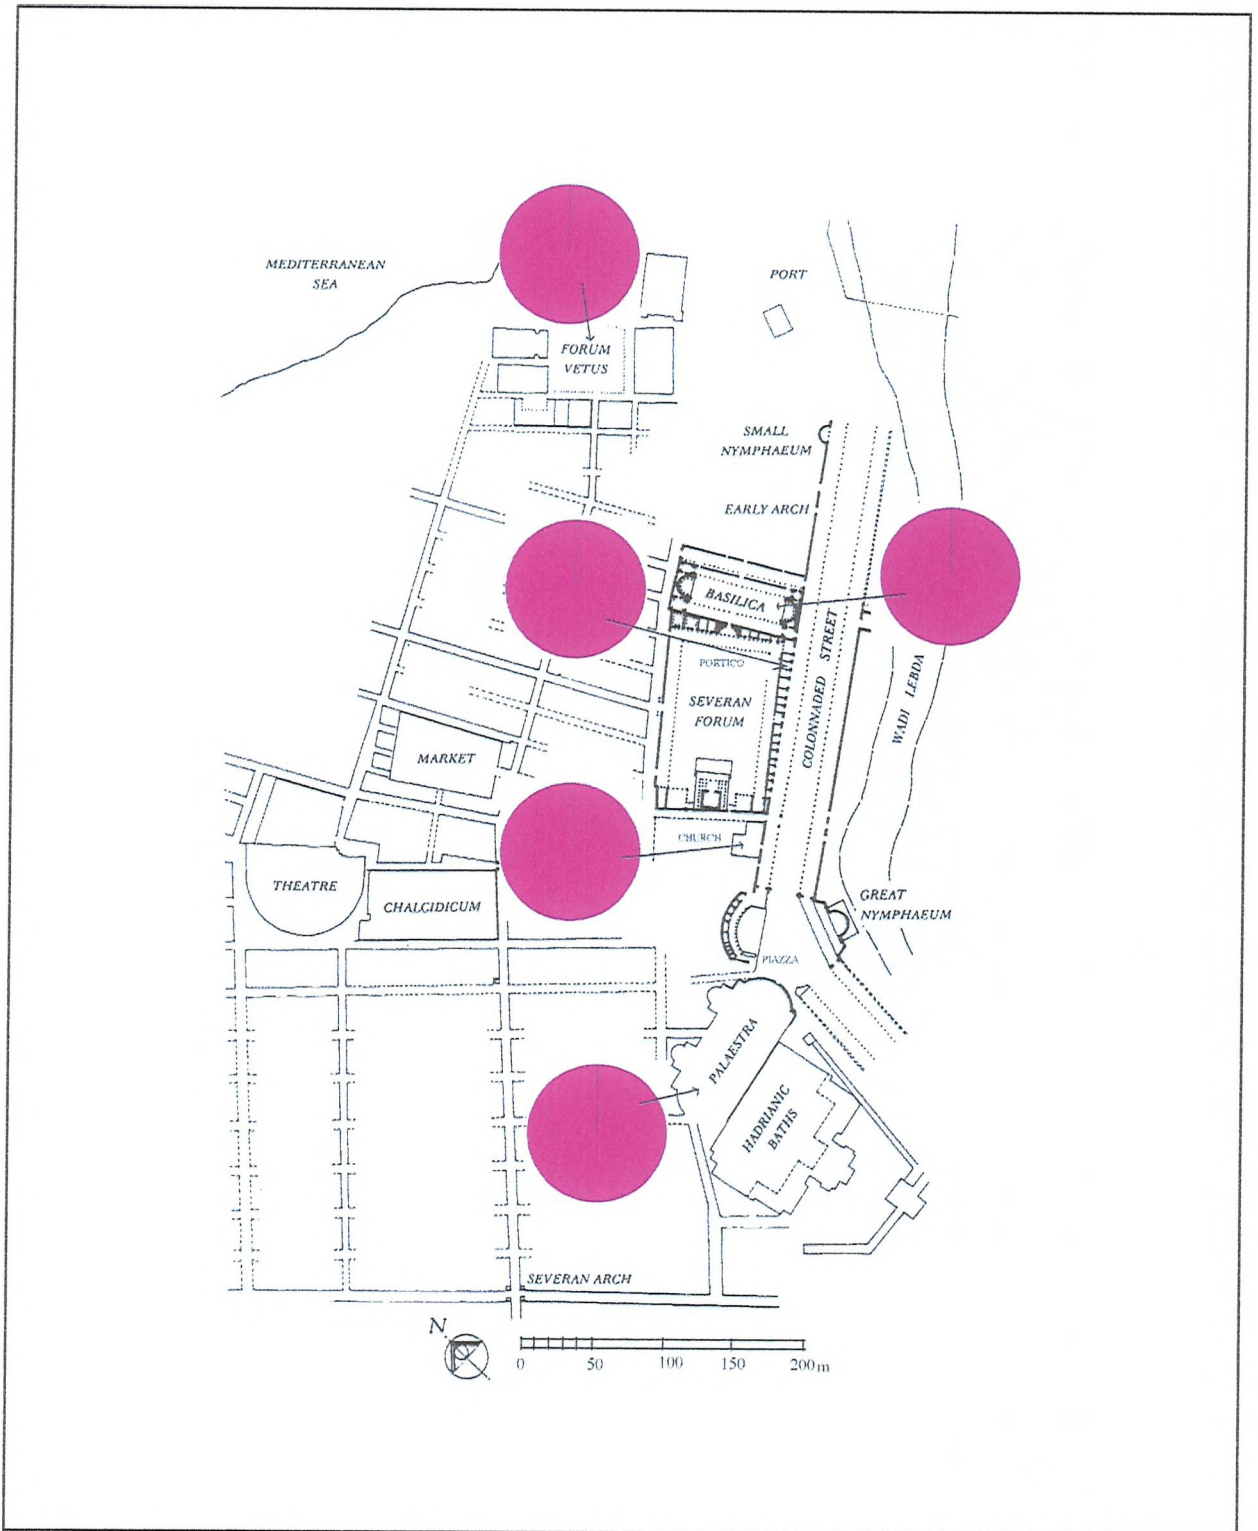 MEDITERRANEAN
SEA
PORT
FORUM
VETUS
SMALL
NYMPHAEUM
EARLY ARCH
BASILICA
PORTICO
SEVERAN
FORUM
COLONNADED STREET
WADI LEBDA
MARKET
CHURCH
THEATRE
CHALCIDICUM
GREAT
NYMPHAEUM
PIAZZA
PALAESTRA
HADRIANIC
BATHS
SEVERAN ARCH
N
0 50 100 150 200m